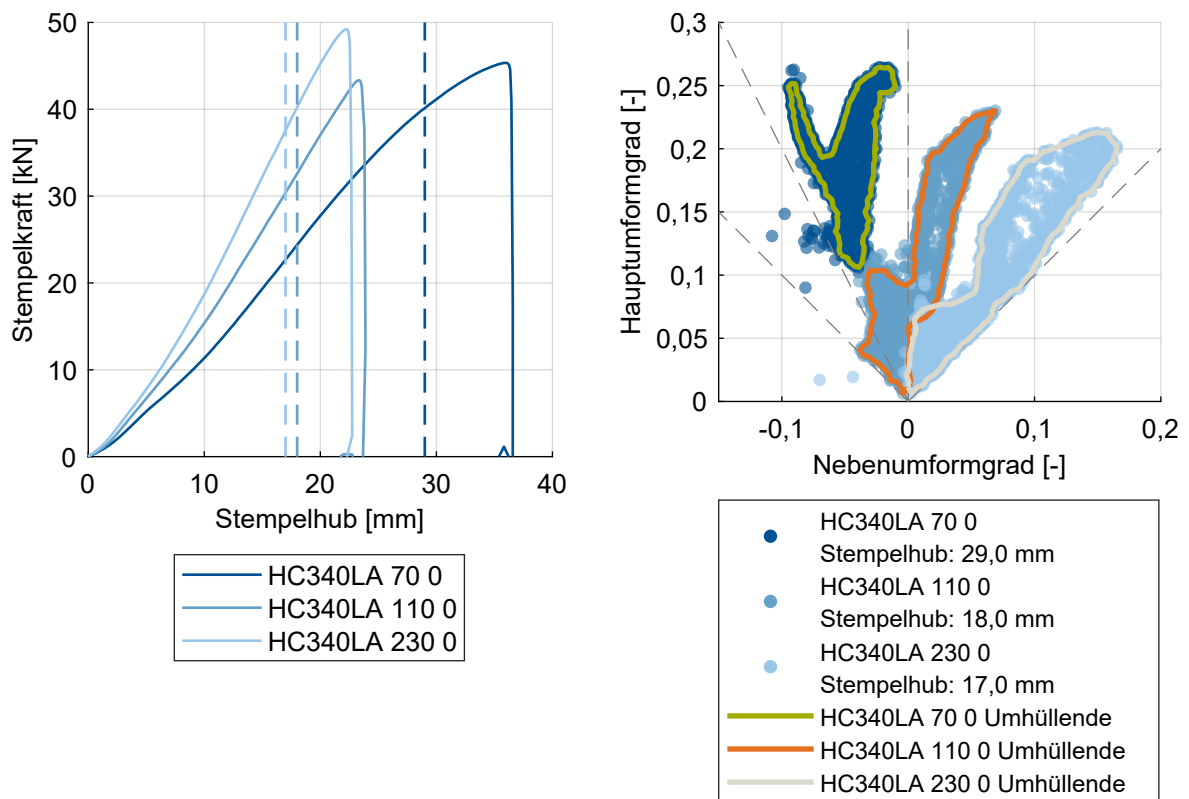 50
40
30
20
10
0
Stempelkraft [kN]
0 10 20 30 40
Stempelhub [mm]
HC340LA 70 0
HC340LA 110 0
HC340LA 230 0
0,3
0,25
0,2
0,15
0,1
0,05
0
Hauptumformgrad [-]
-0,1 0 0,1 0,2
Nebenumformgrad [-]
HC340LA 70 0
Stempelhub: 29,0 mm
HC340LA 110 0
Stempelhub: 18,0 mm
HC340LA 230 0
Stempelhub: 17,0 mm
HC340LA 70 0 Umhüllende
HC340LA 110 0 Umhüllende
HC340LA 230 0 Umhüllende